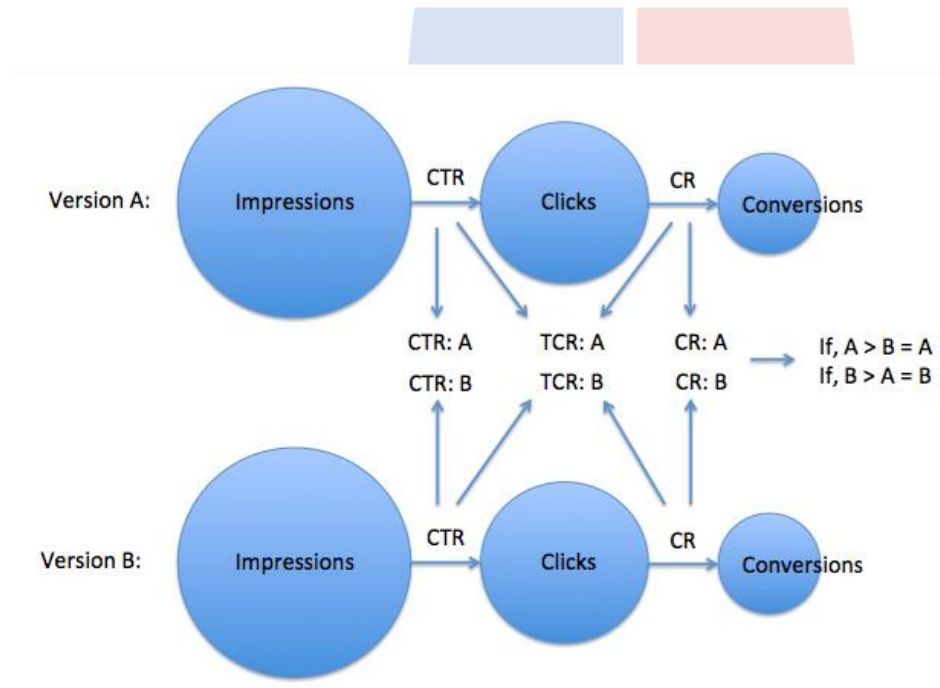 CTR
CR
Version A:
Impressions
Clicks
Conversions
CTR: A
TCR: A
CR: A
If, A > B = A
CTR: B
TCR: B
CR: B
If, B > A = B
CTR
CR
Version B:
Impressions
Clicks
Conversions